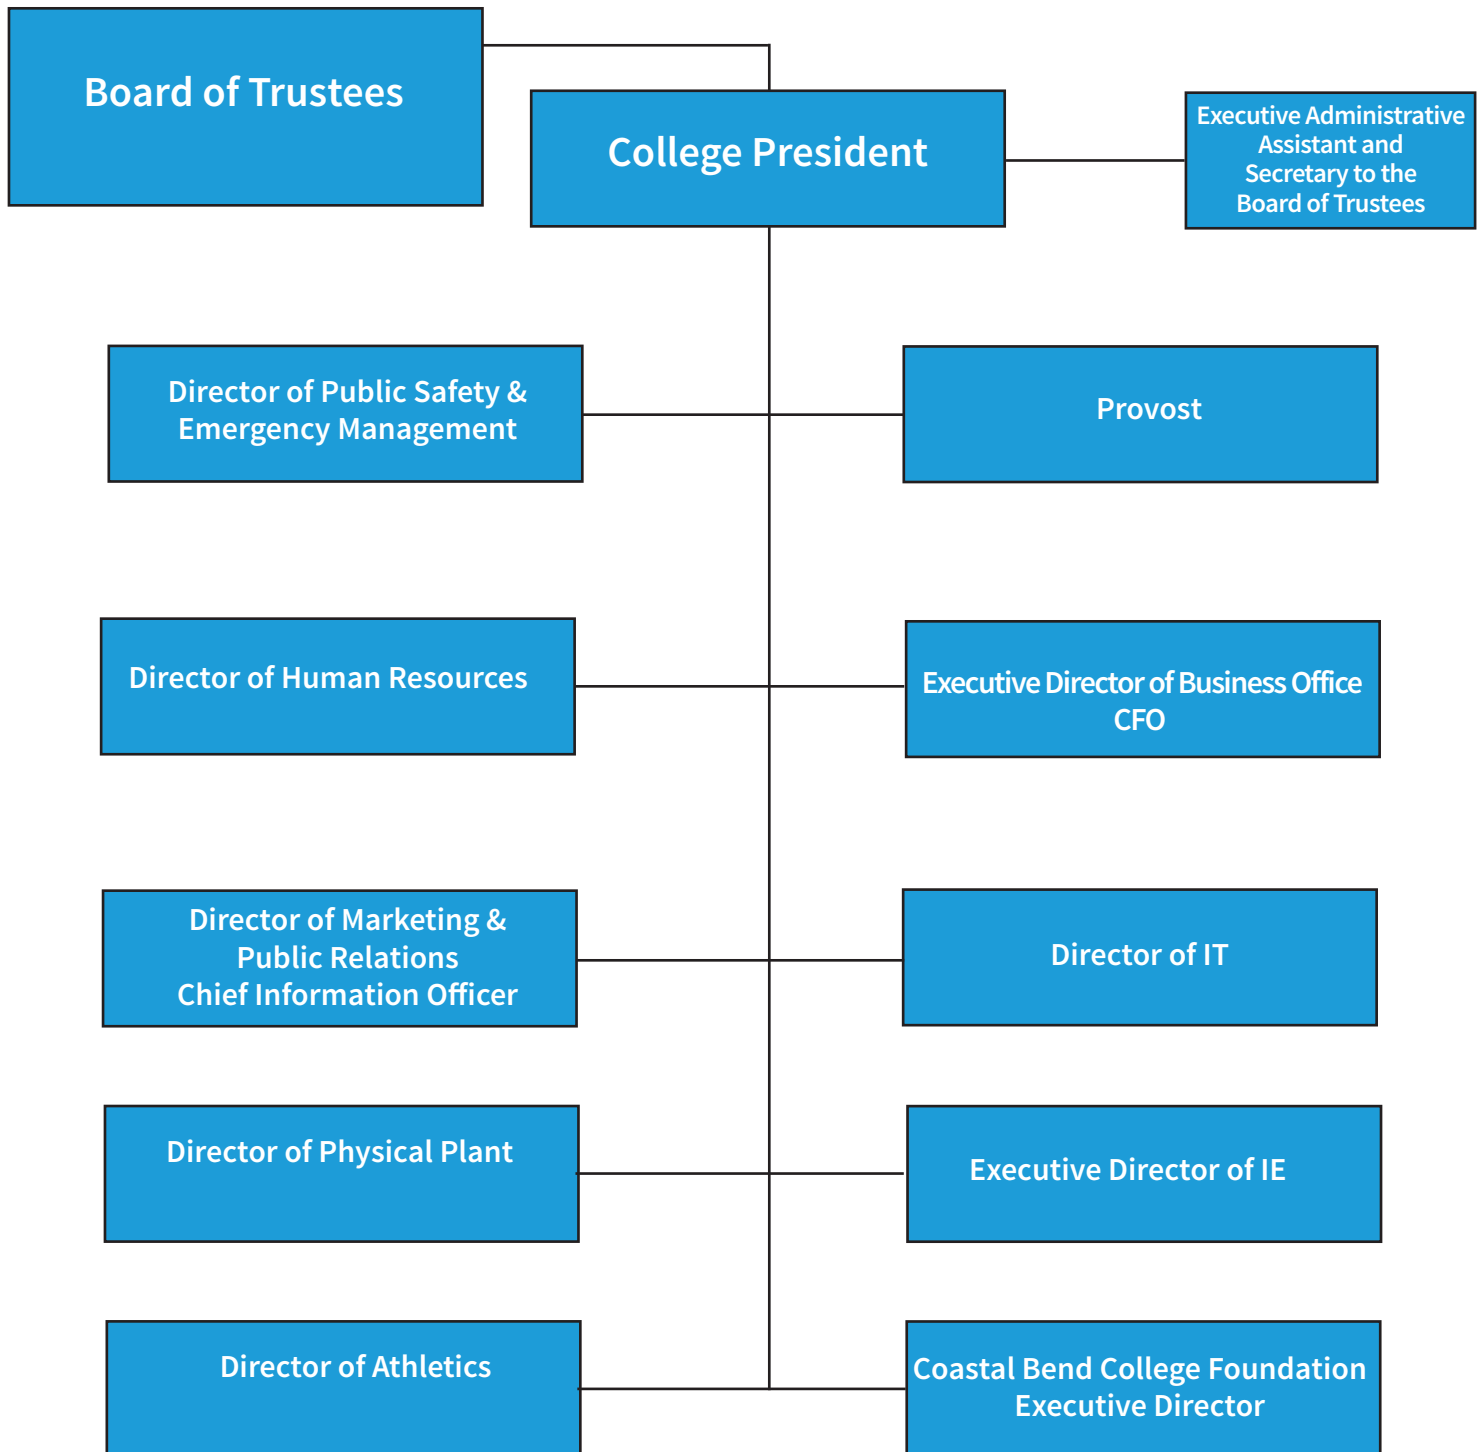 Board of Trustees
College President
Executive Administrative
Assistant and
Secretary to the
Board of Trustees
Director of Public Safety &
Emergency Management
Provost
Director of Human Resources
Executive Director of Business Office
CFO
Director of Marketing &
Public Relations
Chief Information Officer
Director of IT
Director of Physical Plant
Executive Director of IE
Director of Athletics
Coastal Bend College Foundation
Executive Director